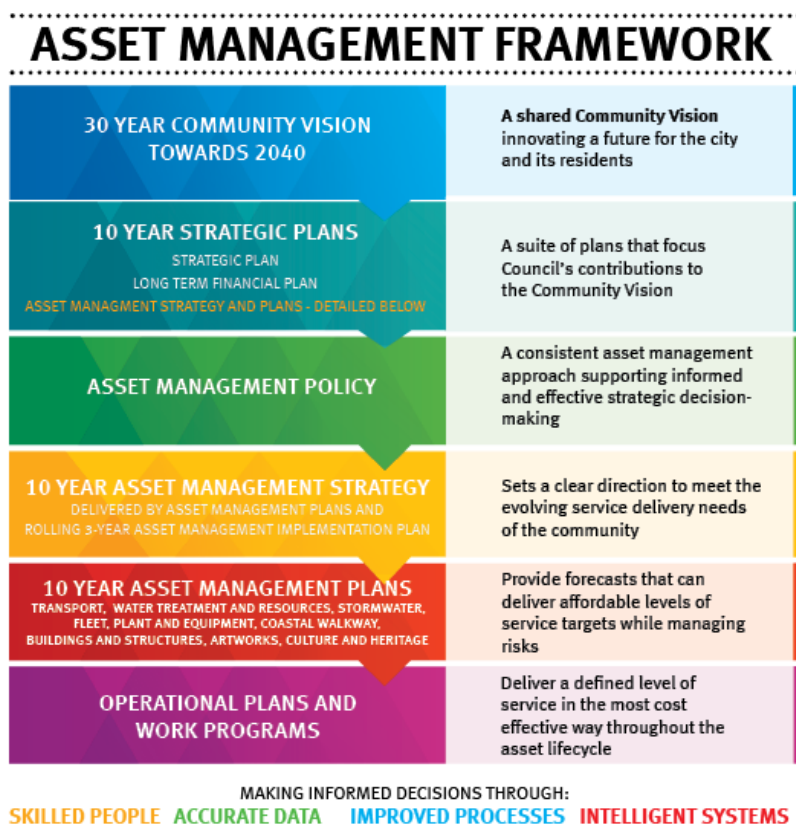 ASSET MANAGEMENT FRAMEWORK
30 YEAR COMMUNITY VISION
TOWARDS 2040
A shared Community Vision
innovating a future for the city
and its residents
10 YEAR STRATEGIC PLANS
STRATEGIC PLAN
LONG TERM FINANCIAL PLAN
ASSET MANAGMENT STRATEGY AND PLANS - DETAILED BELOW
A suite of plans that focus
Council's contributions to
the Community Vision
ASSET MANAGEMENT POLICY
A consistent asset management
approach supporting informed
and effective strategic decision-
making
10 YEAR ASSET MANAGEMENT STRATEGY
DELIVERED BY ASSET MANAGEMENT PLANS AND
ROLLING 3-YEAR ASSET MANAGEMENT IMPLEMENTATION PLAN
Sets a clear direction to meet the
evolving service delivery needs
of the community
10 YEAR ASSET MANAGEMENT PLANS
TRANSPORT, WATER TREATMENT AND RESOURCES, STORMWATER,
FLEET, PLANT AND EQUIPMENT, COASTAL WALKWAY,
BUILDINGS AND STRUCTURES, ARTWORKS, CULTURE AND HERITAGE
Provide forecasts that can
deliver affordable levels of
service targets while managing
risks
OPERATIONAL PLANS AND
WORK PROGRAMS
Deliver a defined level of
service in the most cost
effective way throughout the
asset lifecycle
MAKING INFORMED DECISIONS THROUGH:
SKILLED PEOPLE ACCURATE DATA IMPROVED PROCESSES INTELLIGENT SYSTEMS